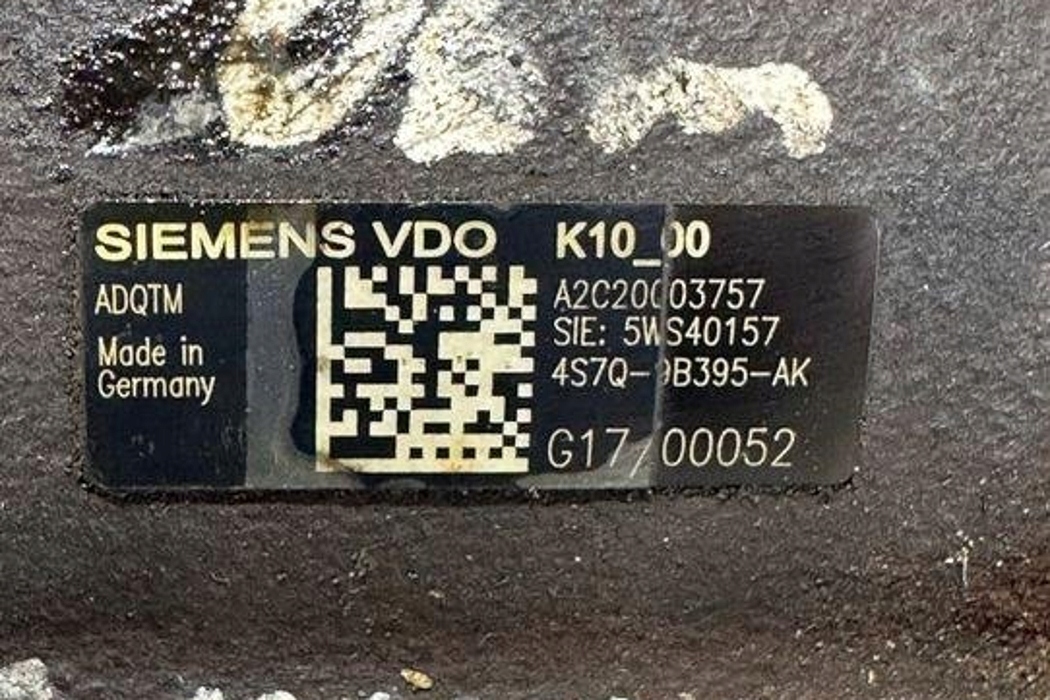 SIEMENS VDO K10_00
ADQTM
A2C20003757
SIE: 5WS40157
Made in
Germany
4S7Q-9B395-AK
G17/00052